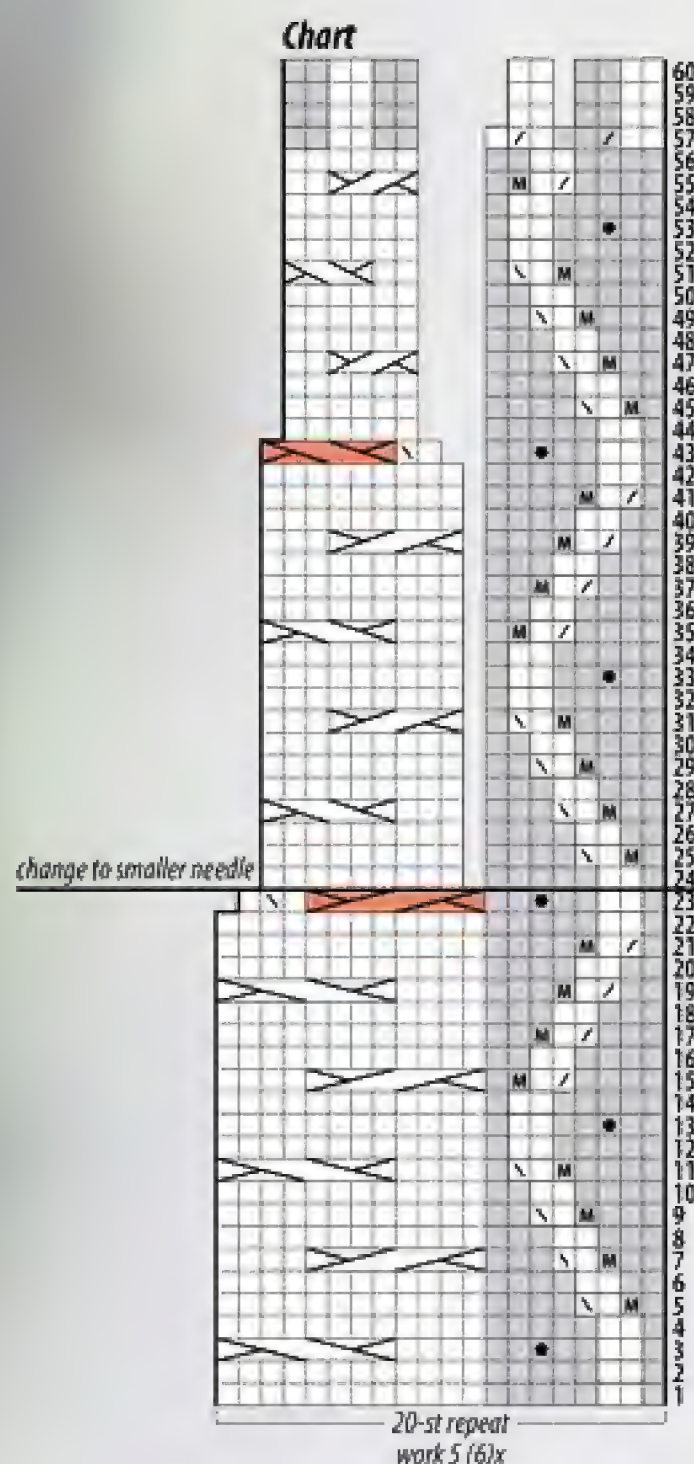 Chart
60
59
58
57
56
M 55
54
53
52
M 51
50
M 49
48
M 47
46
M 45
44
43
42
M 41
40
M 39
38
M 37
36
M 35
34
33
32
M 31
30
M 29
28
M 27
26
M 25
change to smaller needle 24
23
22
M 21
20
M 19
18
M 17
16
M 15
14
13
12
M 11
10
M 9
8
M 7
6
M 5
4
3
2
1
20-st repeat
work 5 (6)x